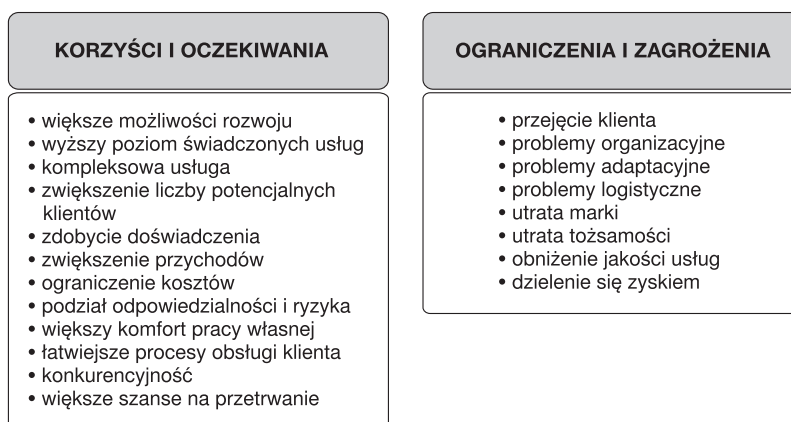 KORZYŚCI I OCZEKIWANIA
• większe możliwości rozwoju
• wyższy poziom świadczonych usług
• kompleksowa usługa
• zwiększenie liczby potencjalnych
klientów
• zdobycie doświadczenia
• zwiększenie przychodów
• ograniczenie kosztów
• podział odpowiedzialności i ryzyka
• większy komfort pracy własnej
• łatwiejsze procesy obsługi klienta
• konkurencyjność
• większe szanse na przetrwanie
OGRANICZENIA I ZAGROŻENIA
• przejęcie klienta
• problemy organizacyjne
• problemy adaptacyjne
• problemy logistyczne
• utrata marki
• utrata tożsamości
• obniżenie jakości usług
• dzielenie się zyskiem